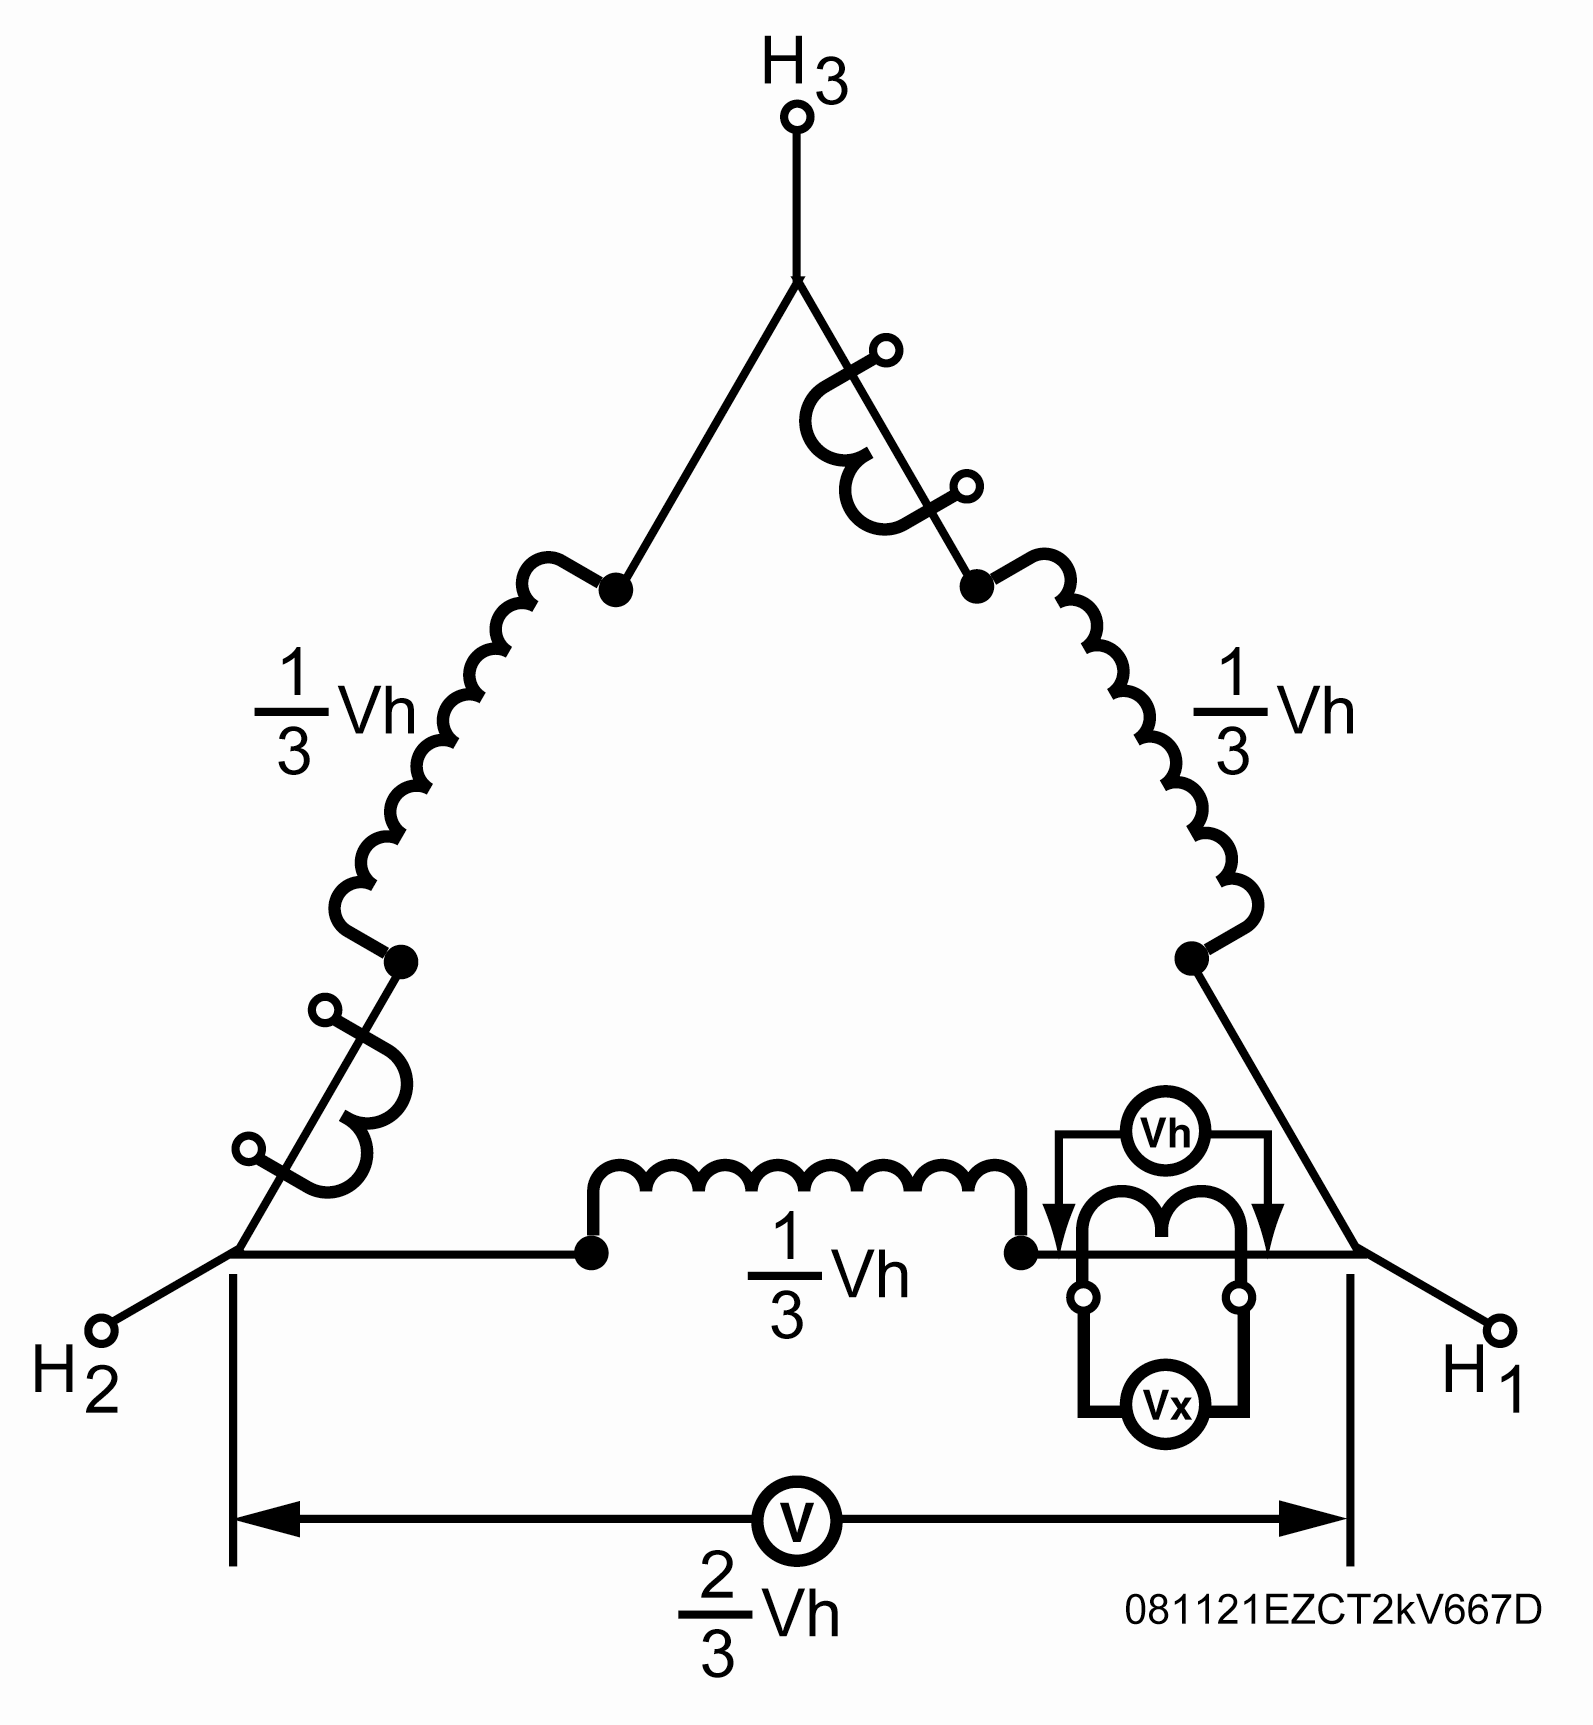 H3
1/3 Vh
1/3 Vh
Vh
1/3 Vh
H2
H1
Vx
V
2/3 Vh
081121EZCT2kV667D